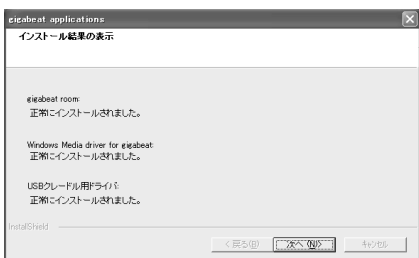 gigabeat applications
インストール結果の表示
gigabeat room:
正常にインストールされました。
Windows Media driver for gigabeat:
正常にインストールされました。
USBクレードル用ドライバ:
正常にインストールされました。
InstallShield
< 戻る(B) 次へ(N)> キャンセル